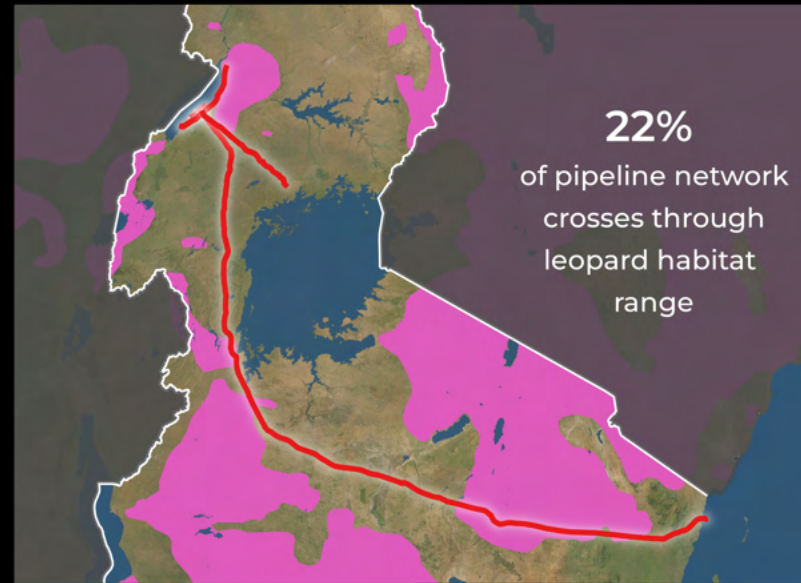 22%
of pipeline network
crosses through
leopard habitat
range